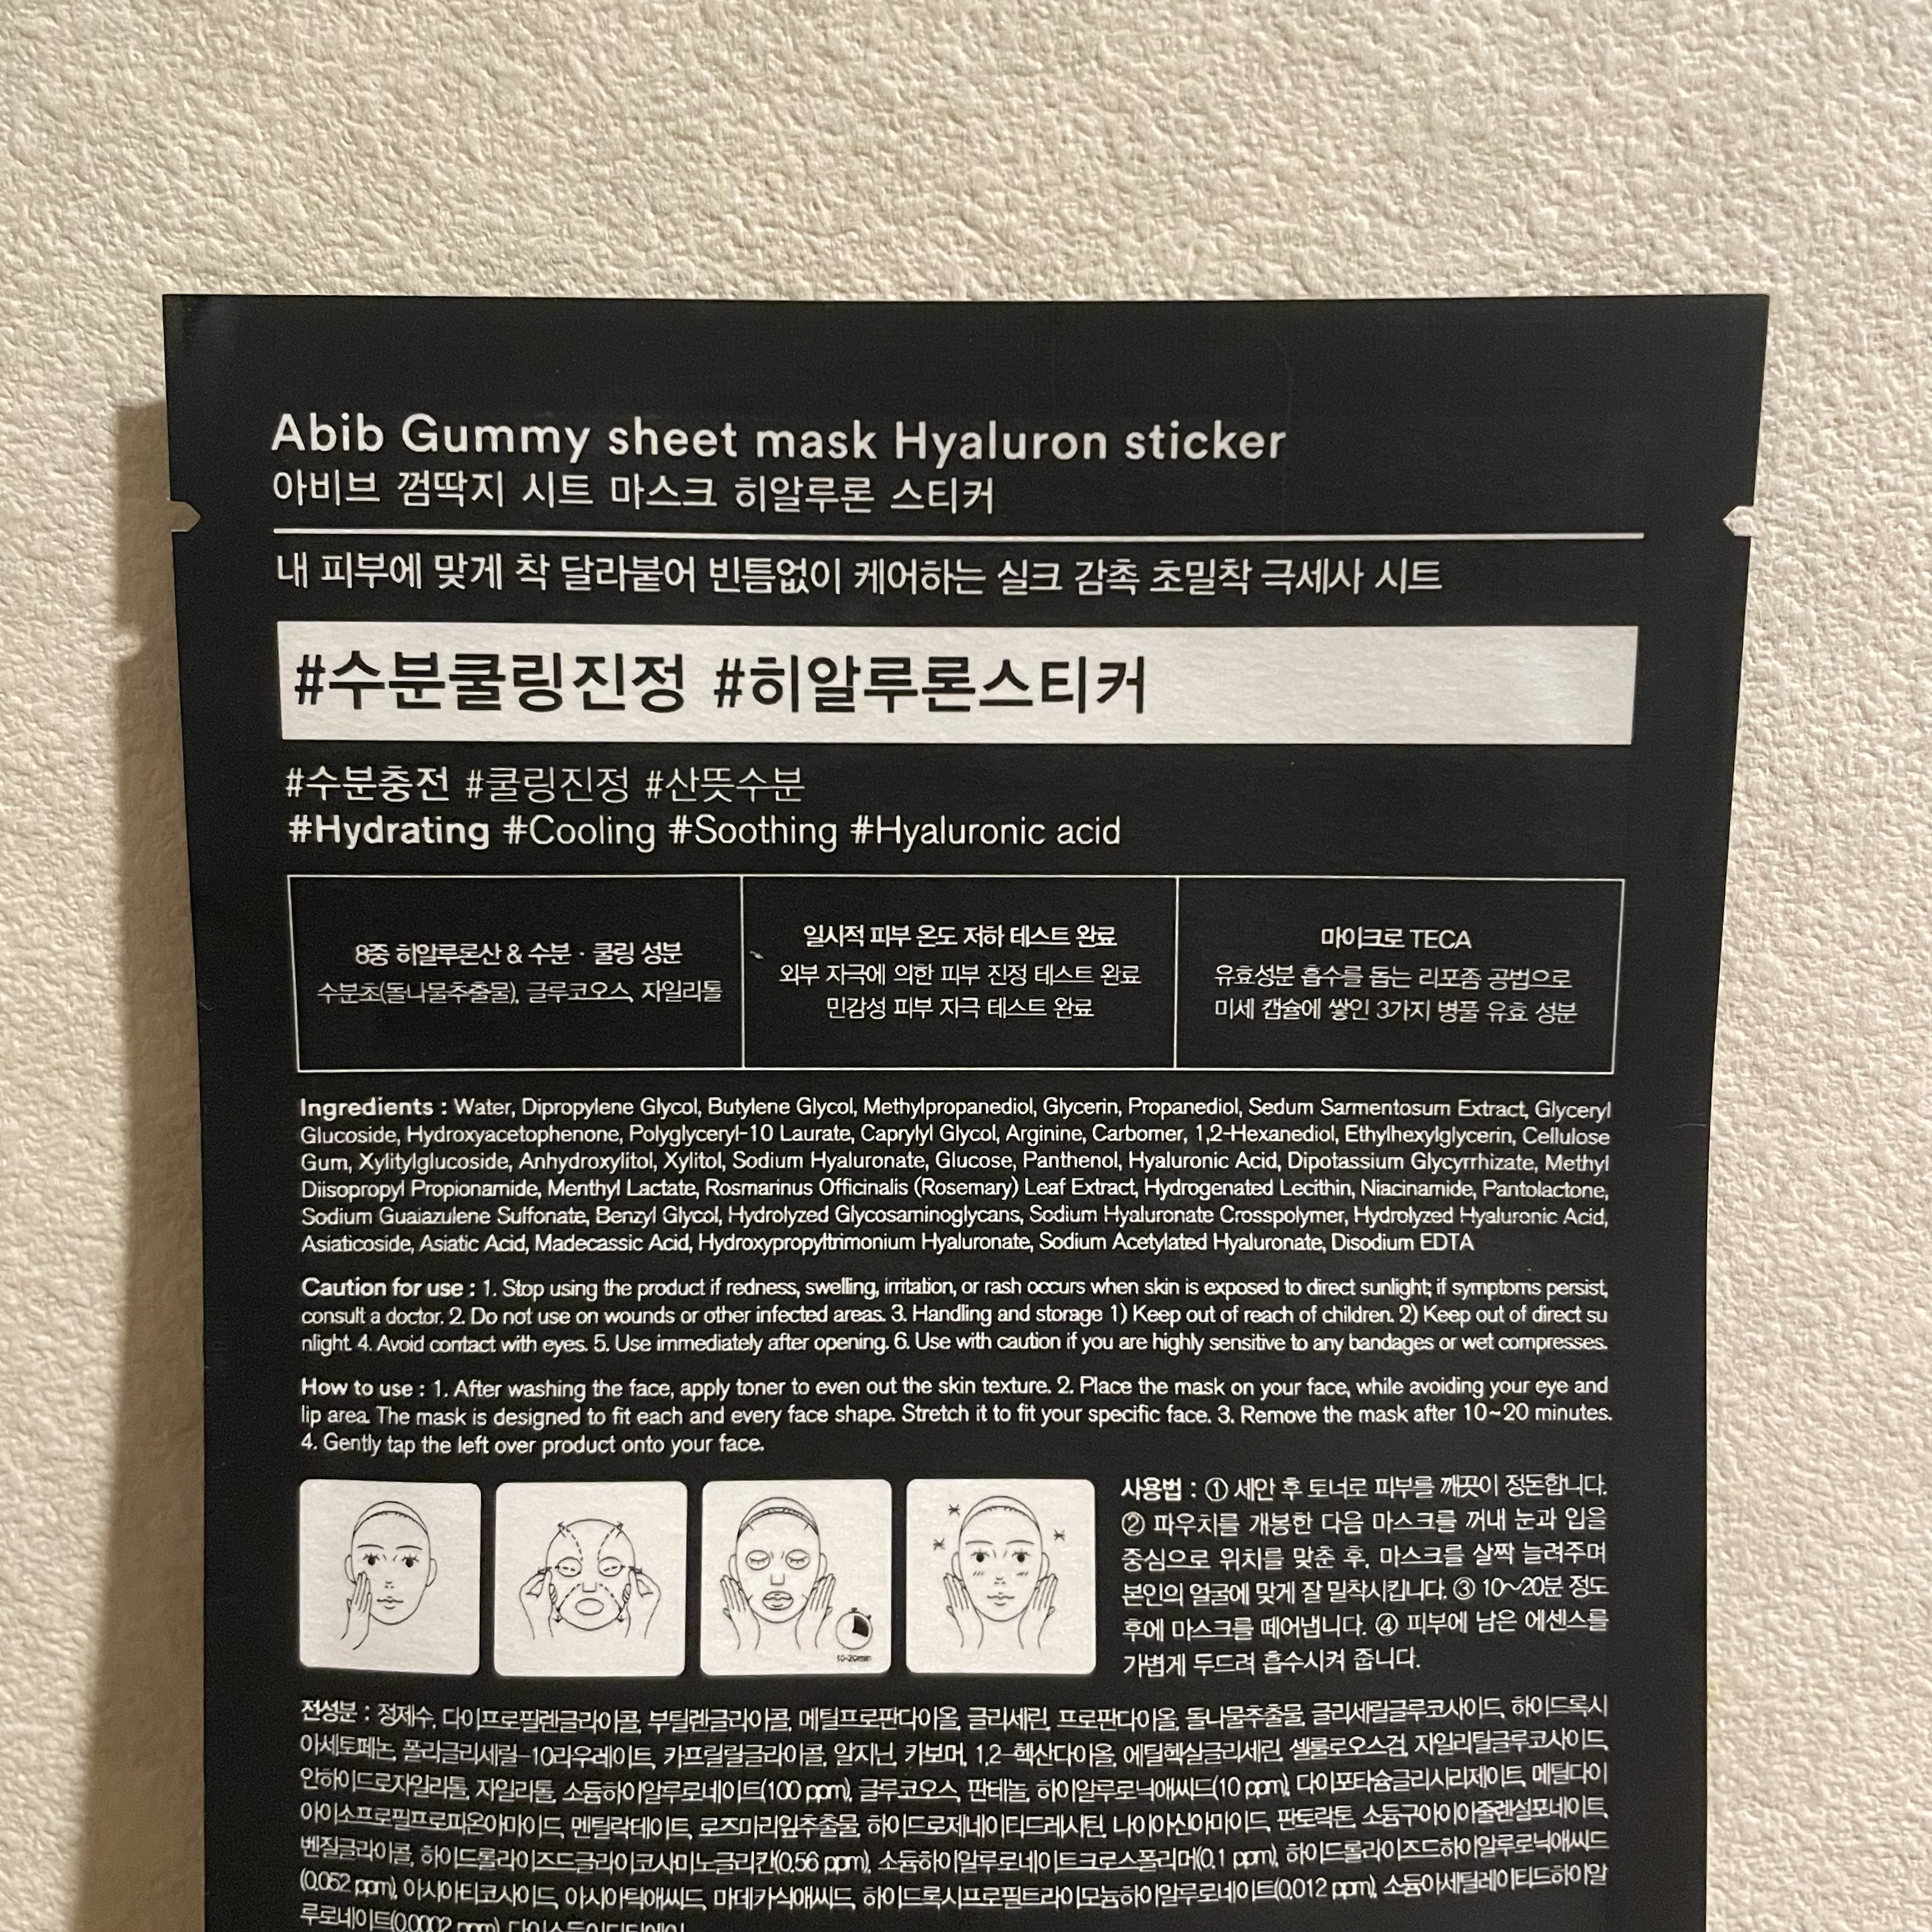 Abib Gummy sheet mask Hyaluron sticker
아비브 껌딱지 시트 마스크 히알루론 스티커
내 피부에 맞게 착 달라붙어 빈틈없이 케어하는 실크 감촉 초밀착 극세사 시트
#수분쿨링진정 #히알루론스티커
#수분충전 #쿨링진정 #산뜻수분
#Hydrating #Cooling #Soothing #Hyaluronic acid
8중 히알루론산 & 수분 · 쿨링 성분
수분초(돌나물추출물), 글루코오스, 자일리톨
일시적 피부 온도 저하 테스트 완료
외부 자극에 의한 피부 진정 테스트 완료
민감성 피부 자극 테스트 완료
마이크로 TECA
유효성분 흡수를 돕는 리포좀 공법으로
미세 캡슐에 쌓인 3가지 병풀 유효 성분
Ingredients : Water, Dipropylene Glycol, Butylene Glycol, Methylpropanediol, Glycerin, Propanediol, Sedum Sarmentosum Extract, Glyceryl
Glucoside, Hydroxyacetophenone, Polyglyceryl-10 Laurate, Caprylyl Glycol, Arginine, Carbomer, 1,2-Hexanediol, Ethylhexylglycerin, Cellulose
Gum, Xylitylglucoside, Anhydroxylitol, Xylitol, Sodium Hyaluronate, Glucose, Panthenol, Hyaluronic Acid, Dipotassium Glycyrrhizate, Methyl
Diisopropyl Propionamide, Menthyl Lactate, Rosmarinus Officinalis (Rosemary) Leaf Extract, Hydrogenated Lecithin, Niacinamide, Pantolactone,
Sodium Guaiazulene Sulfonate, Benzyl Glycol, Hydrolyzed Glycosaminoglycans, Sodium Hyaluronate Crosspolymer, Hydrolyzed Hyaluronic Acid,
Asiaticoside, Asiatic Acid, Madecassic Acid, Hydroxypropyltrimonium Hyaluronate, Sodium Acetylated Hyaluronate, Disodium EDTA
Caution for use : 1. Stop using the product if redness, swelling, irritation, or rash occurs when skin is exposed to direct sunlight; if symptoms persist,
consult a doctor. 2. Do not use on wounds or other infected areas. 3. Handling and storage 1) Keep out of reach of children. 2) Keep out of direct su
nlight. 4. Avoid contact with eyes. 5. Use immediately after opening. 6. Use with caution if you are highly sensitive to any bandages or wet compresses.
How to use : 1. After washing the face, apply toner to even out the skin texture. 2. Place the mask on your face, while avoiding your eye and
lip area. The mask is designed to fit each and every face shape. Stretch it to fit your specific face. 3. Remove the mask after 10~20 minutes.
4. Gently tap the left over product onto your face.
10-20min
사용법 : ① 세안 후 토너로 피부를 깨끗이 정돈합니다.
② 파우치를 개봉한 다음 마스크를 꺼내 눈과 입을
중심으로 위치를 맞춘 후, 마스크를 살짝 늘려주며
본인의 얼굴에 맞게 잘 밀착시킵니다. ③ 10~20분 정도
후에 마스크를 떼어냅니다. ④ 피부에 남은 에센스를
가볍게 두드려 흡수시켜 줍니다.
전성분 : 정제수, 다이프로필렌글라이콜, 부틸렌글라이콜, 메틸프로판다이올, 글리세린, 프로판다이올, 돌나물추출물, 글리세릴글루코사이드, 하이드록시
아세토페논, 폴리글리세릴-10라우레이트, 카프릴릴글라이콜, 알지닌, 카보머, 1,2-헥산다이올, 에틸헥실글리세린, 셀룰로오스검, 자일리틸글루코사이드,
안하이드로자일리톨, 자일리톨, 소듐하이알루로네이트(100 ppm), 글루코오스, 판테놀, 하이알루로닉애씨드(10 ppm), 다이포타슘글리시리제이트, 메틸다이
아이소프로필프로피온아마이드, 멘틸락테이트, 로즈마리잎추출물, 하이드로제네이티드레시틴, 나이아신아마이드, 판토락톤, 소듐구아이아줄렌설포네이트,
벤질글라이콜, 하이드롤라이즈드글라이코사미노글리칸(0.56 ppm), 소듐하이알루로네이트크로스폴리머(0.1 ppm), 하이드롤라이즈드하이알루로닉애씨드
(0.052 ppm), 아시아티코사이드, 아시아틱애씨드, 마데카식애씨드, 하이드록시프로필트라이모늄하이알루로네이트(0.012 ppm), 소듐아세틸레이티드하이알
루로네이트(0.0002 ppm),